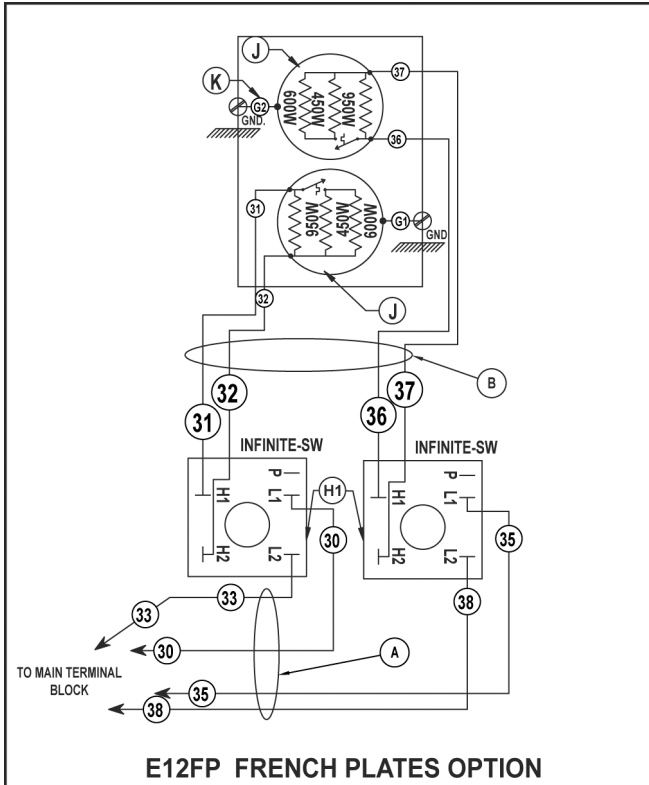 J
K
37
G2
GND.
600W
450W
950W
36
31
950W
450W
600W
G1
GND
32
J
B
32
37
31
36
INFINITE-SW
INFINITE-SW
H1
H2
P
L1
L2
H1
H1
H2
P
L1
L2
30
35
33
33
38
30
A
TO MAIN TERMINAL
BLOCK
35
38
E12FP FRENCH PLATES OPTION